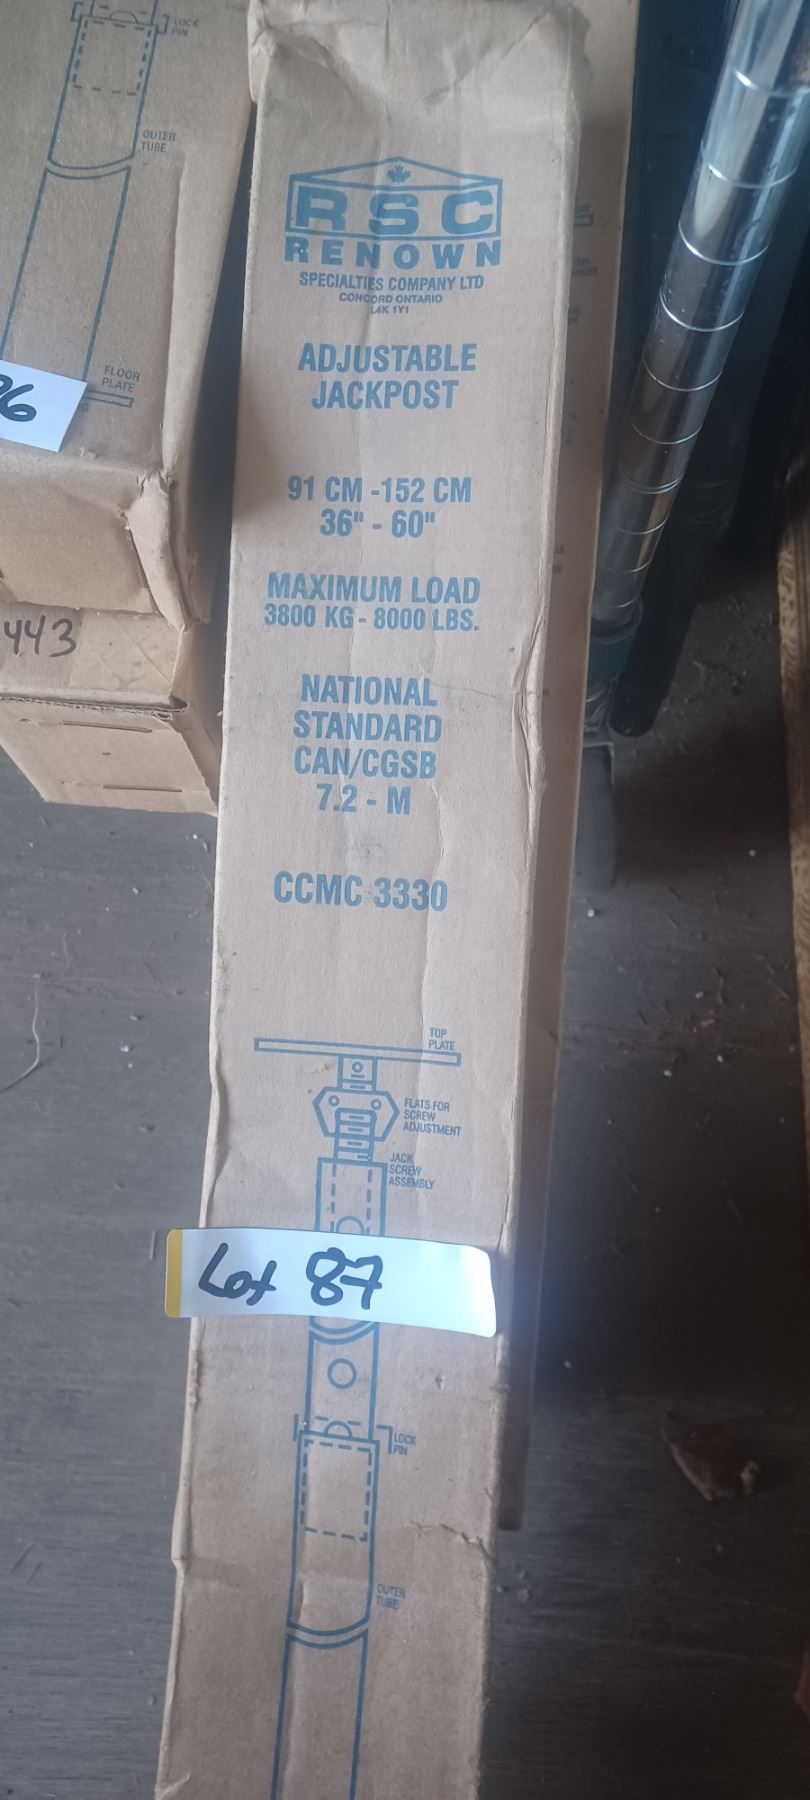 LOCK
PIN
OUTER
TUBE
FLOOR
PLATE
443
RSC
RENOWN
SPECIALTIES COMPANY LTD
CONCORD ONTARIO
L4K 1Y1
ADJUSTABLE
JACKPOST
91 CM -152 CM
36" - 60"
MAXIMUM LOAD
3800 KG - 8000 LBS.
NATIONAL
STANDARD
CAN/CGSB
7.2 - M
CCMC 3330
TOP
PLATE
FLATS FOR
SCREW
ADJUSTMENT
JACK
SCREW
ASSEMBLY
Lot 87
LOCK
PIN
OUTER
TUBE